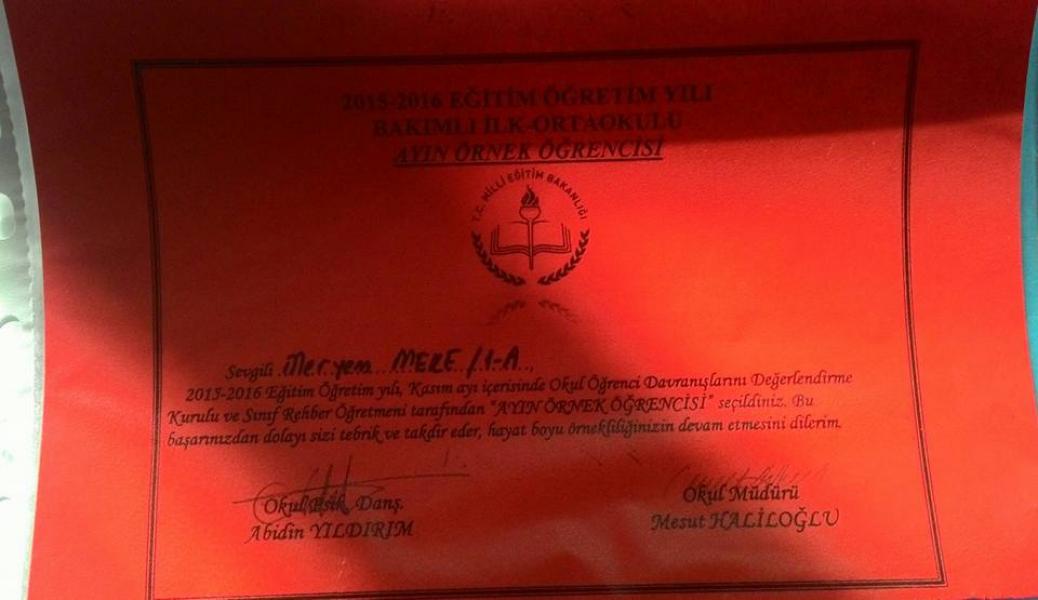 2015-2016 EĞİTİM ÖĞRETİM YILI
BAKIMLI İLK-ORTAOKULU
AYIN ÖRNEK ÖĞRENCİSİ
T.C. MİLLİ EĞİTİM BAKANLIĞI
Sevgili .Meryem... MERE../1-A..,
2015-2016 Eğitim Öğretim yılı, Kasım ayı içerisinde Okul Öğrenci Davranışlarını Değerlendirme
Kurulu ve Sınıf Rehber Öğretmeni tarafından "AYIN ÖRNEK ÖĞRENCİSİ" seçildiniz. Bu
başarınızdan dolayı sizi tebrik ve takdir eder, hayat boyu örnekliliğinizin devam etmesini dilerim.
Okul Psik. Danş.
Abidin YILDIRIM
Okul Müdürü
Mesut HALİLOĞLU